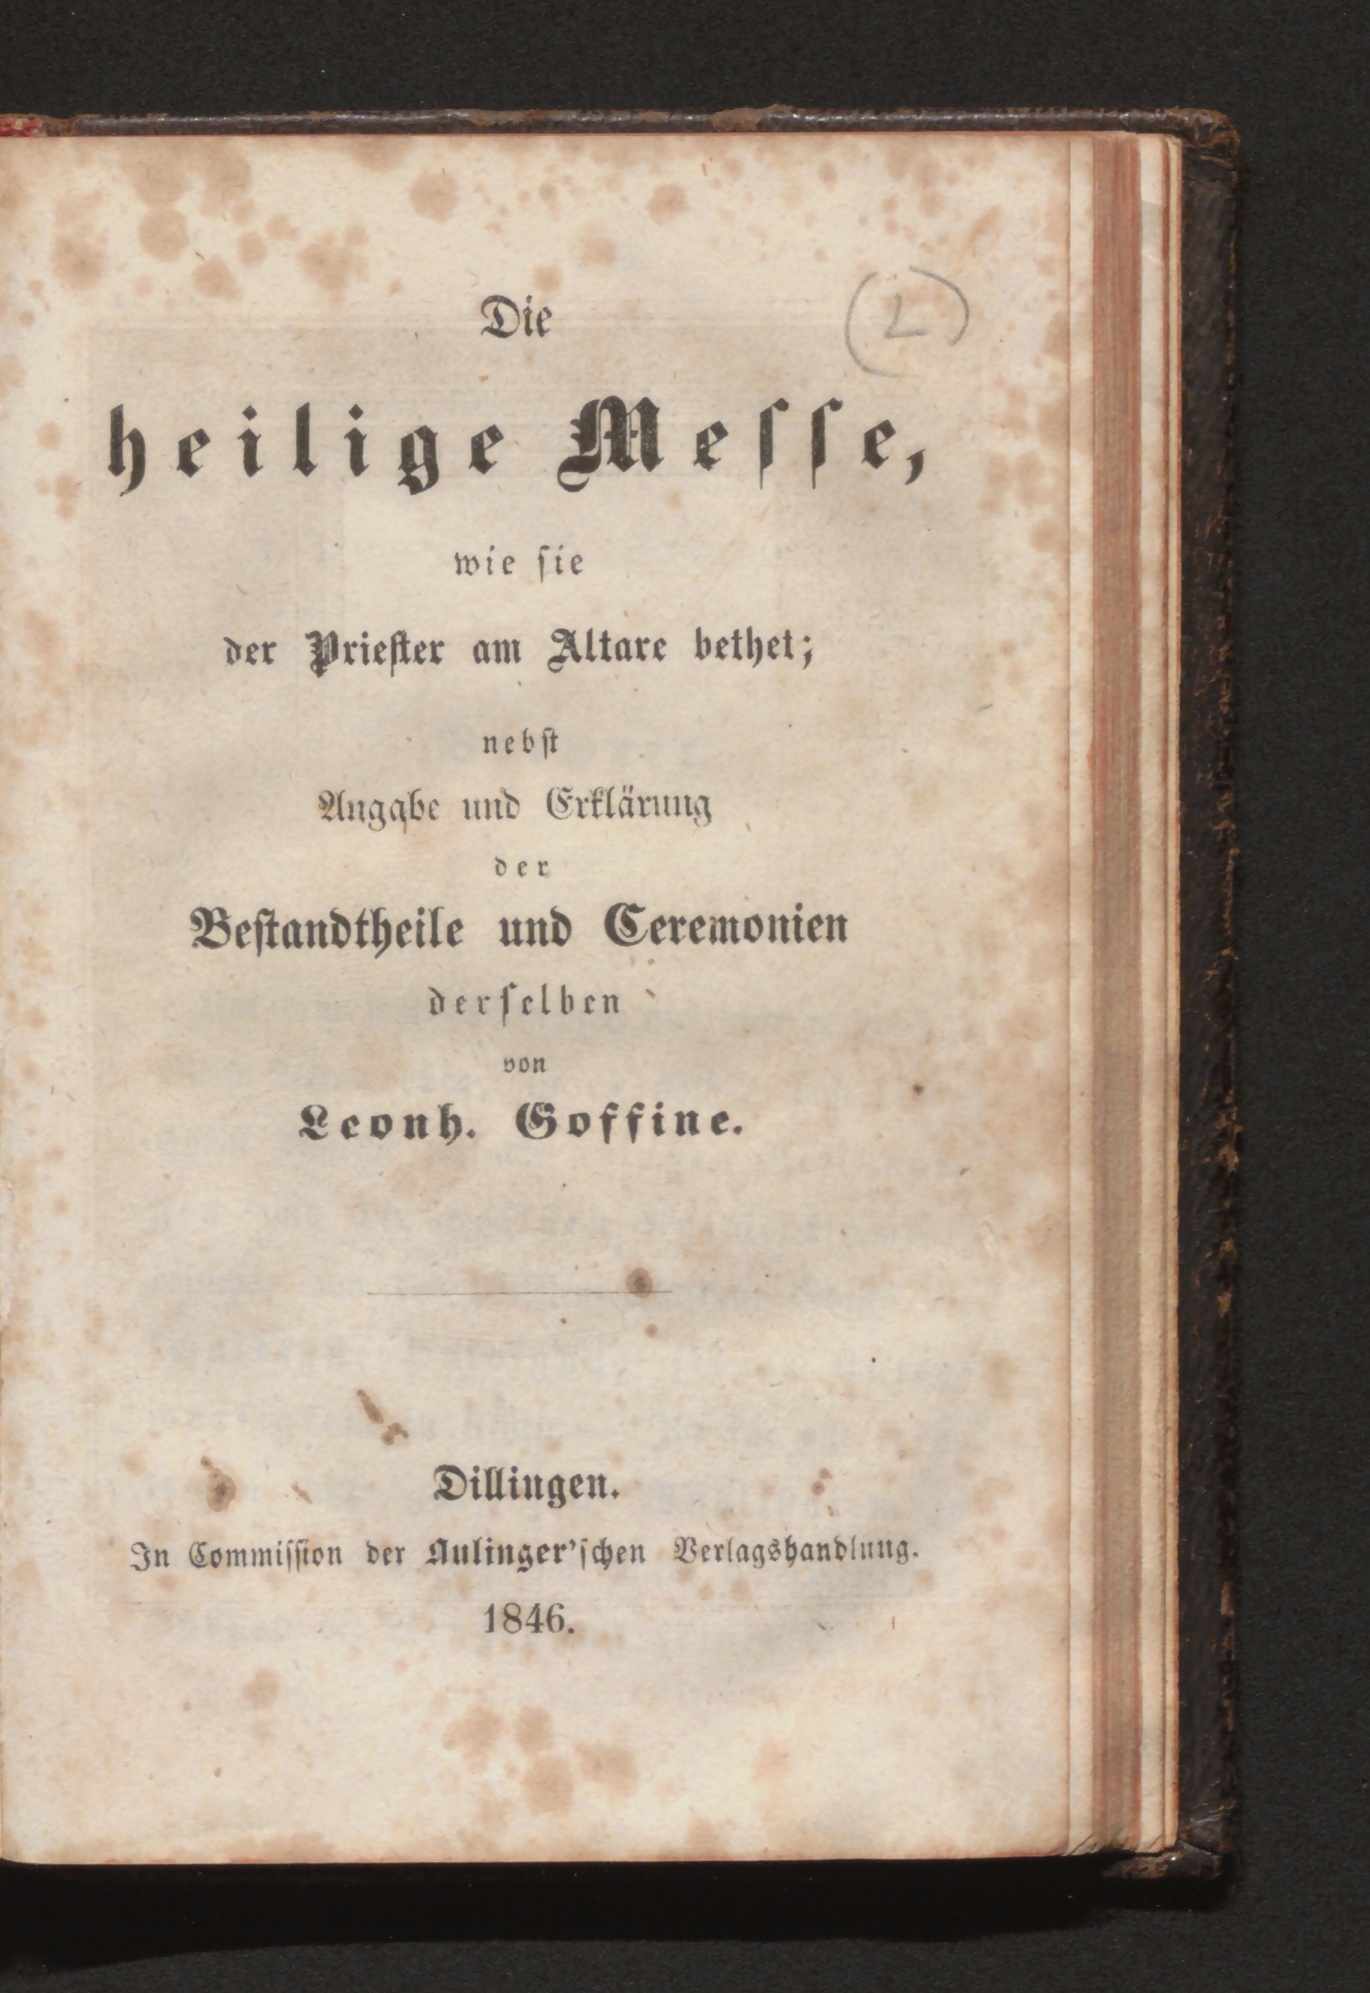 Die
heilige Messe,
wie sie
der Priester am Altare bethet;
nebst
Angabe und Erklärung
der
Bestandtheile und Ceremonien
derselben
von
Leonh. Goffine.
Dillingen.
In Commission der Aulinger'schen Verlagshandlung.
1846.